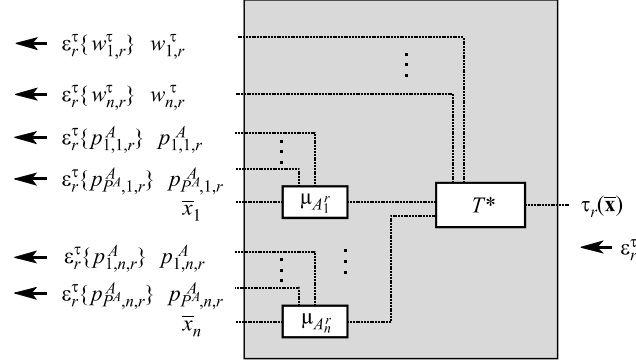 ε_r^τ{w_{1,r}^τ} w_{1,r}^τ
⋮
ε_r^τ{w_{n,r}^τ} w_{n,r}^τ
ε_r^τ{p_{1,1,r}^A} p_{1,1,r}^A
⋮
ε_r^τ{p_{P^A,1,r}^A} p_{P^A,1,r}^A
x̄_1 μ_{A_1^r} T* τ_r(x̄)
ε_r^τ
ε_r^τ{p_{1,n,r}^A} p_{1,n,r}^A
⋮ ⋮
ε_r^τ{p_{P^A,n,r}^A} p_{P^A,n,r}^A
x̄_n μ_{A_n^r}